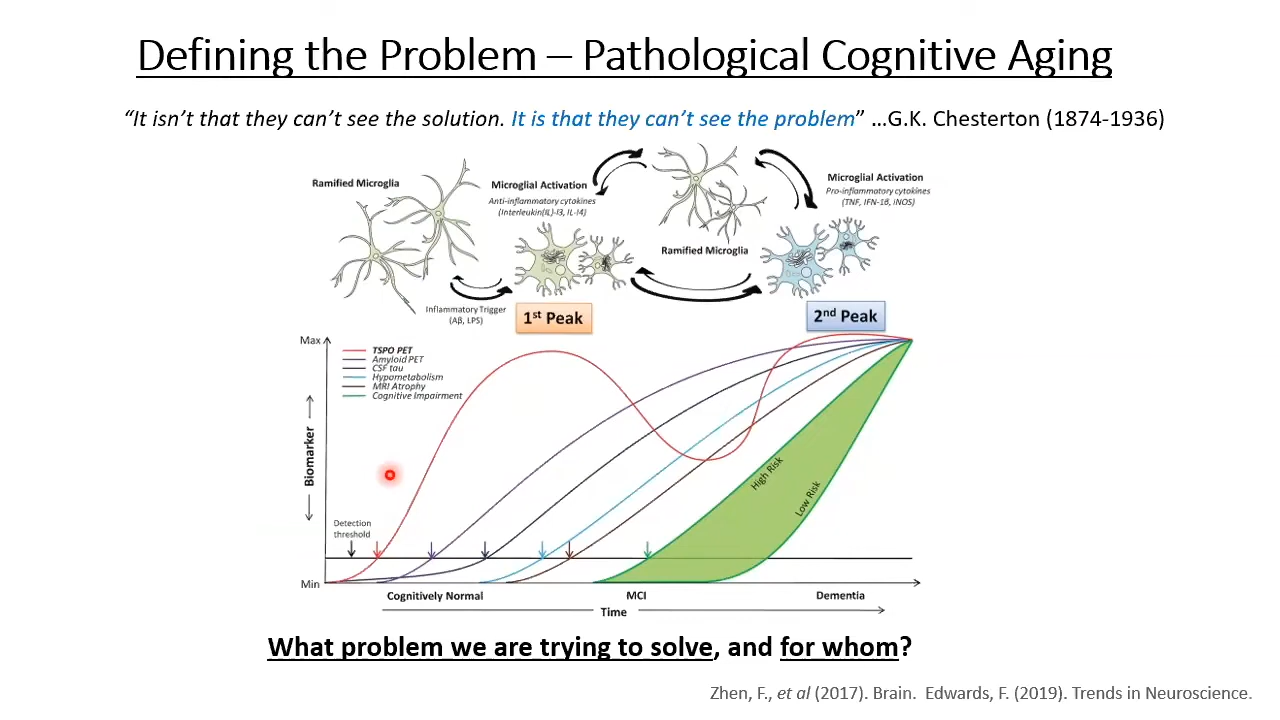 Defining the Problem – Pathological Cognitive Aging
“It isn’t that they can’t see the solution. It is that they can’t see the problem” …G.K. Chesterton (1874-1936)
Ramified Microglia
Microglial Activation
Anti-inflammatory cytokines
(Interleukin(IL)-I3, IL-I4)
Ramified Microglia
Microglial Activation
Pro-inflammatory cytokines
(TNF, IFN-1ϐ, iNOS)
Inflammatory Trigger
(Aβ, LPS)
1st Peak
2nd Peak
Max
TSPO PET
Amyloid PET
CSF tau
Hypometabolism
MRI Atrophy
Cognitive Impairment
Biomarker
High Risk
Low Risk
Detection
threshold
Min
Cognitively Normal
MCI
Dementia
Time
What problem we are trying to solve, and for whom?
Zhen, F., et al (2017). Brain. Edwards, F. (2019). Trends in Neuroscience.